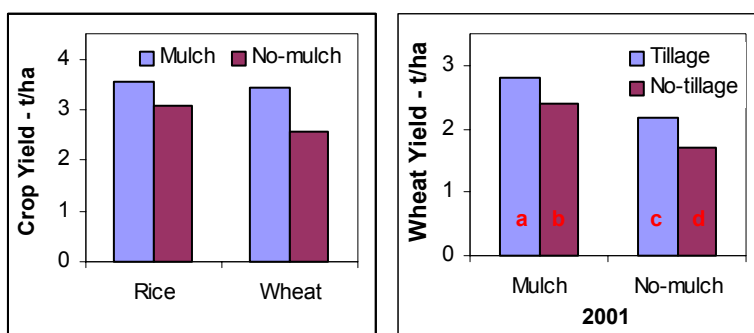 Crop Yield - t/ha
4
3
2
1
0
Mulch No-mulch
Rice Wheat
Wheat Yield - t/ha
3
2
1
0
Tillage
No-tillage
a b c d
Mulch No-mulch
2001